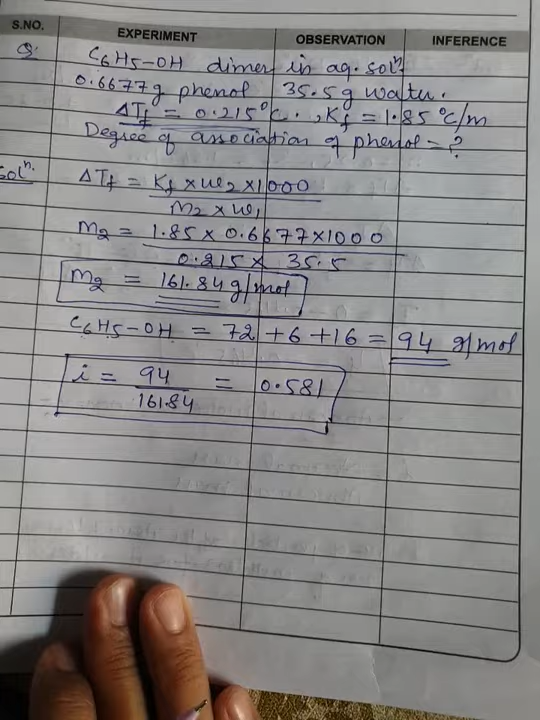 S.NO. EXPERIMENT OBSERVATION INFERENCE
Q. C6H5-OH dimer in aq. solⁿ.
0.6677g phenol 35.5g water.
ΔTf = 0.215°C. , Kf = 1.85 °C/m
Degree of association of phenol = ?
Solⁿ. ΔTf = Kf × w2 × 1000
M2 × w1
M2 = 1.85 × 0.6677 × 1000
0.215 × 35.5
M2 = 161.84 g/mol
C6H5-OH = 72 + 6 + 16 = 94 g/mol
i = 94 = 0.581
161.84